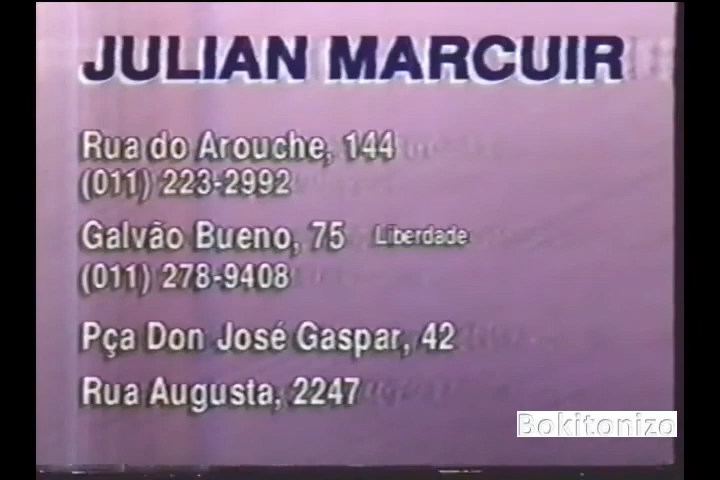 JULIAN MARCUIR
Rua do Arouche, 144
(011) 223-2992
Galvão Bueno, 75 Liberdade
(011) 278-9408
Pça Don José Gaspar, 42
Rua Augusta, 2247
Bokitonizo